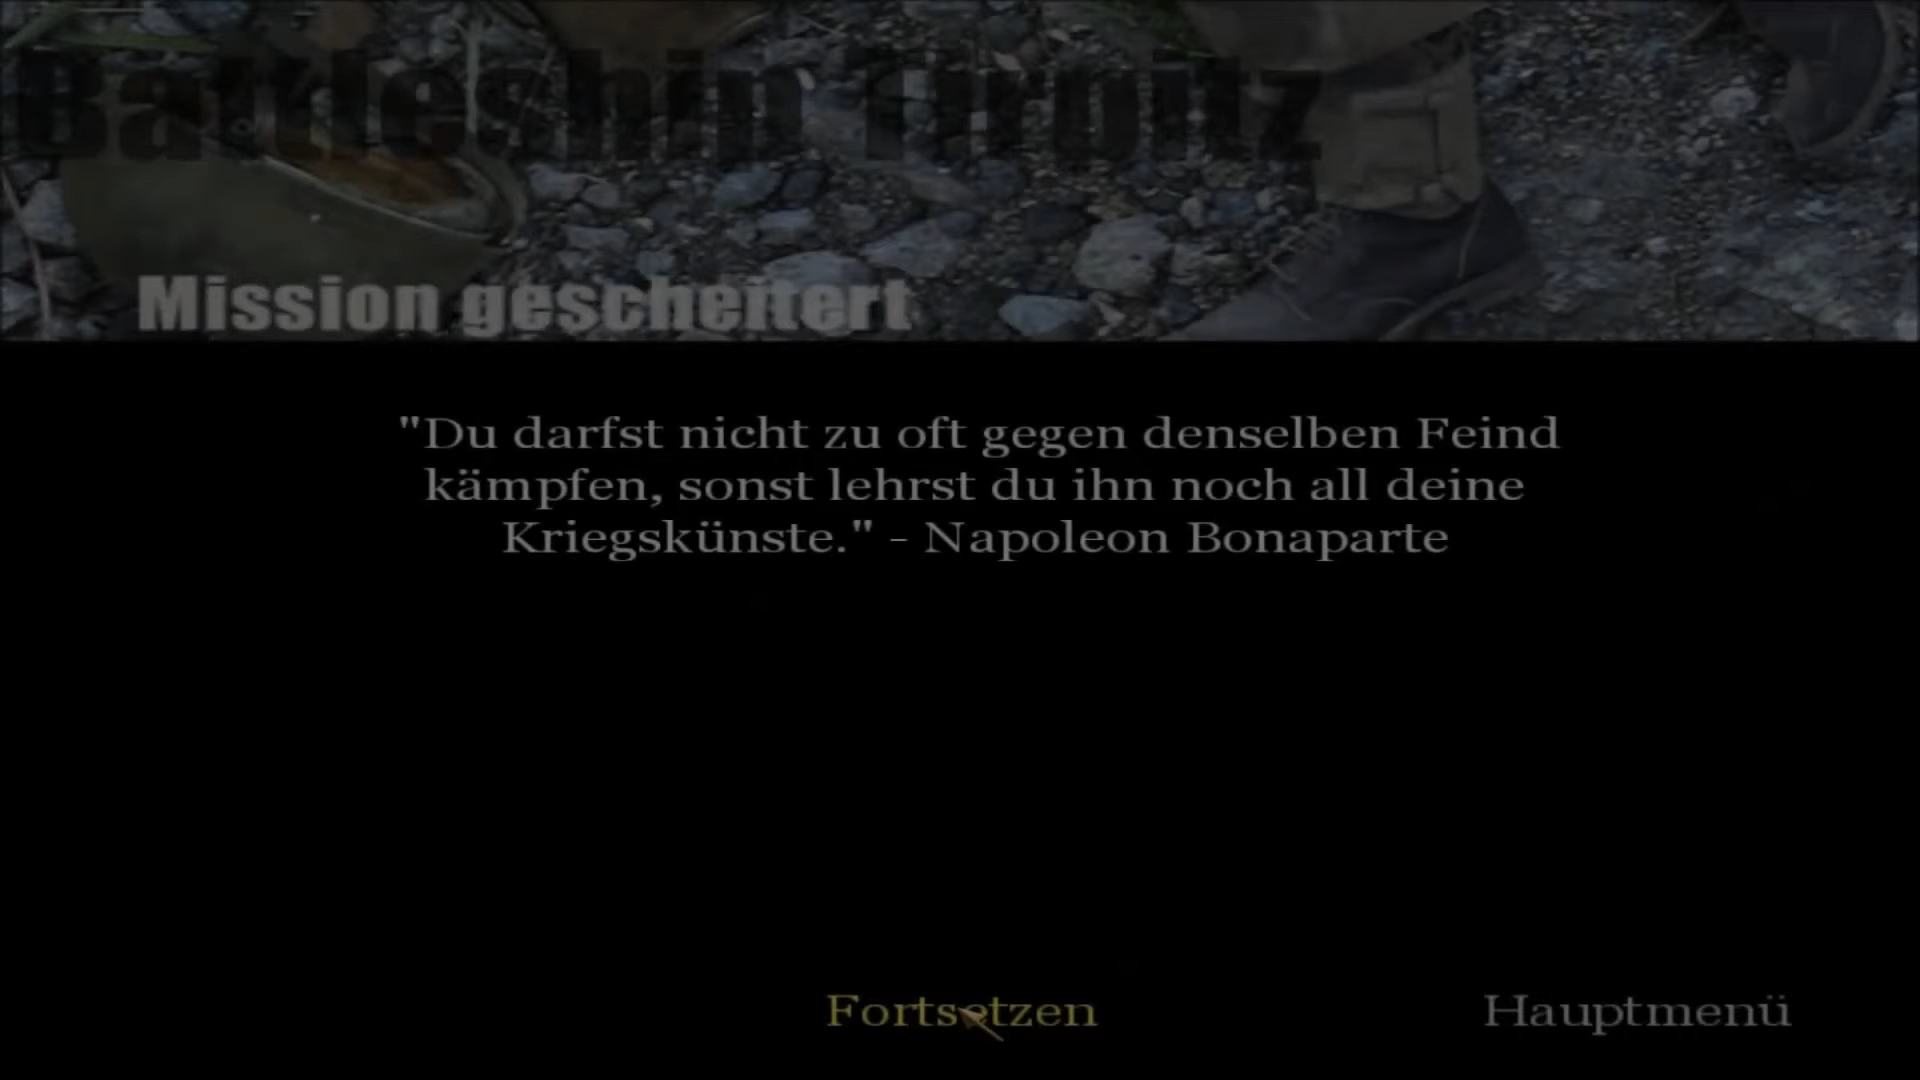 Battleship Tirpitz
Mission gescheitert
"Du darfst nicht zu oft gegen denselben Feind
kämpfen, sonst lehrst du ihn noch all deine
Kriegskünste." - Napoleon Bonaparte
Fortsetzen
Hauptmenü